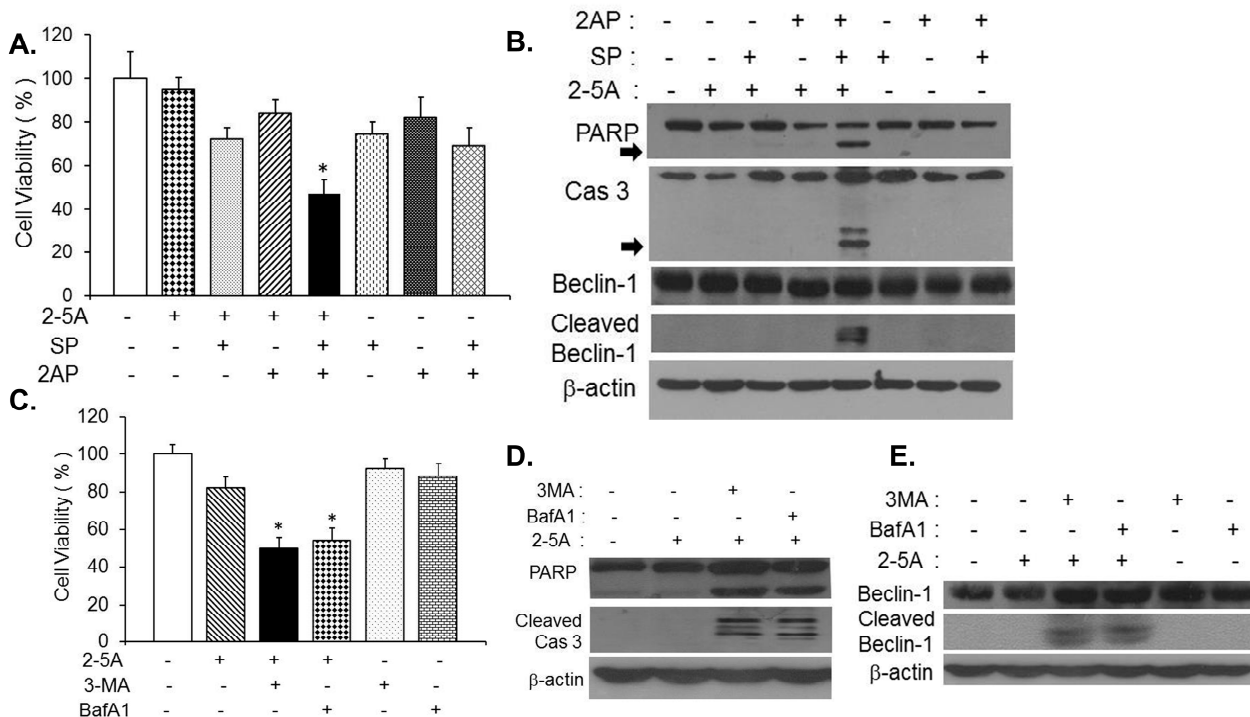 A.
Cell Viability ( % )
120
100
80
60
40
20
0
*
2-5A - + + + + - - -
SP - - + - + + - +
2AP - - - + + - + +
B.
2AP : - - - + + - + +
SP : - - + - + + - +
2-5A : - + + + + - - -
PARP
Cas 3
Beclin-1
Cleaved
Beclin-1
β-actin
C.
Cell Viability ( % )
120
100
80
60
40
20
0
* *
2-5A - + + + - -
3-MA - - + - + -
BafA1 - - - + - +
D.
3MA : - - + -
BafA1 : - - - +
2-5A : - + + +
PARP
Cleaved
Cas 3
β-actin
E.
3MA : - - + - + -
BafA1 : - - - + - +
2-5A : - + + + - -
Beclin-1
Cleaved
Beclin-1
β-actin